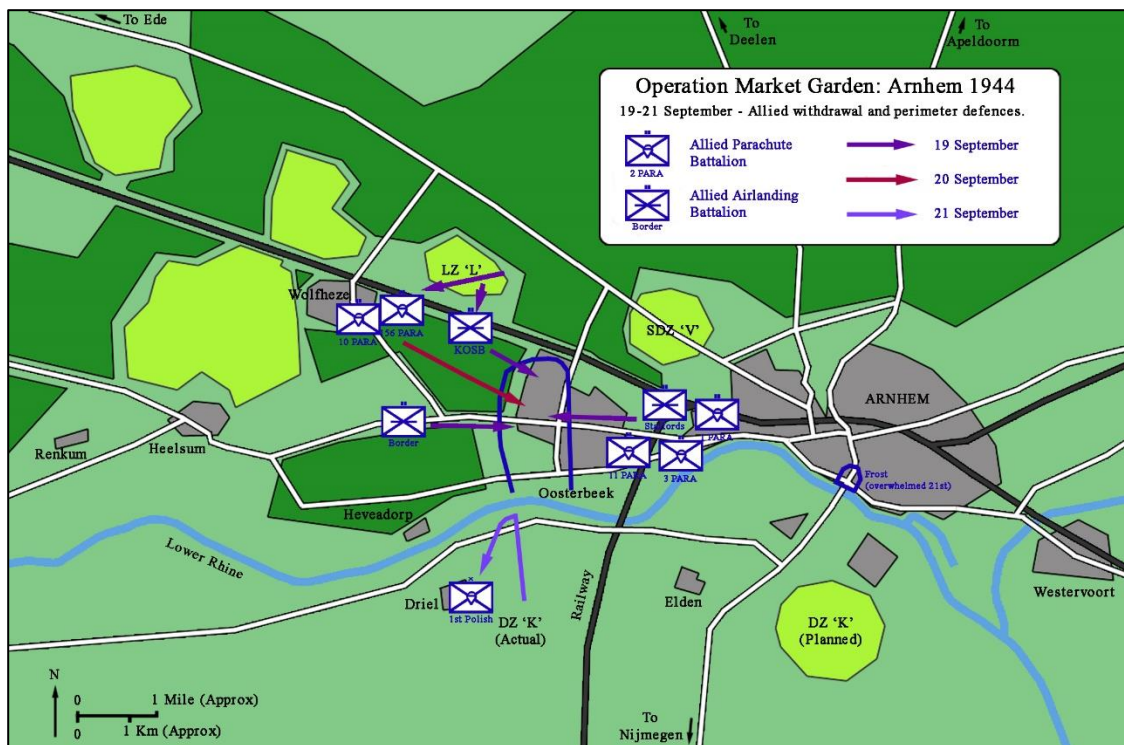 To Ede
To
Deelen
To
Apeldoorm
Operation Market Garden: Arnhem 1944
19-21 September - Allied withdrawal and perimeter defences.
2 PARA
Allied Parachute
Battalion
Border
Allied Airlanding
Battalion
19 September
20 September
21 September
LZ 'L'
Wolfheze
10 PARA
156 PARA
KOSB
SDZ 'V'
ARNHEM
Border
Staffords
1 PARA
11 PARA
3 PARA
Renkum
Heelsum
Oosterbeek
Frost
(overwhelmed 21st)
Heveadorp
Lower Rhine
Driel
1st Polish
DZ 'K'
(Actual)
Railway
Elden
DZ 'K'
(Planned)
Westervoort
N
0
1 Mile (Approx)
0
1 Km (Approx)
To
Nijmegen